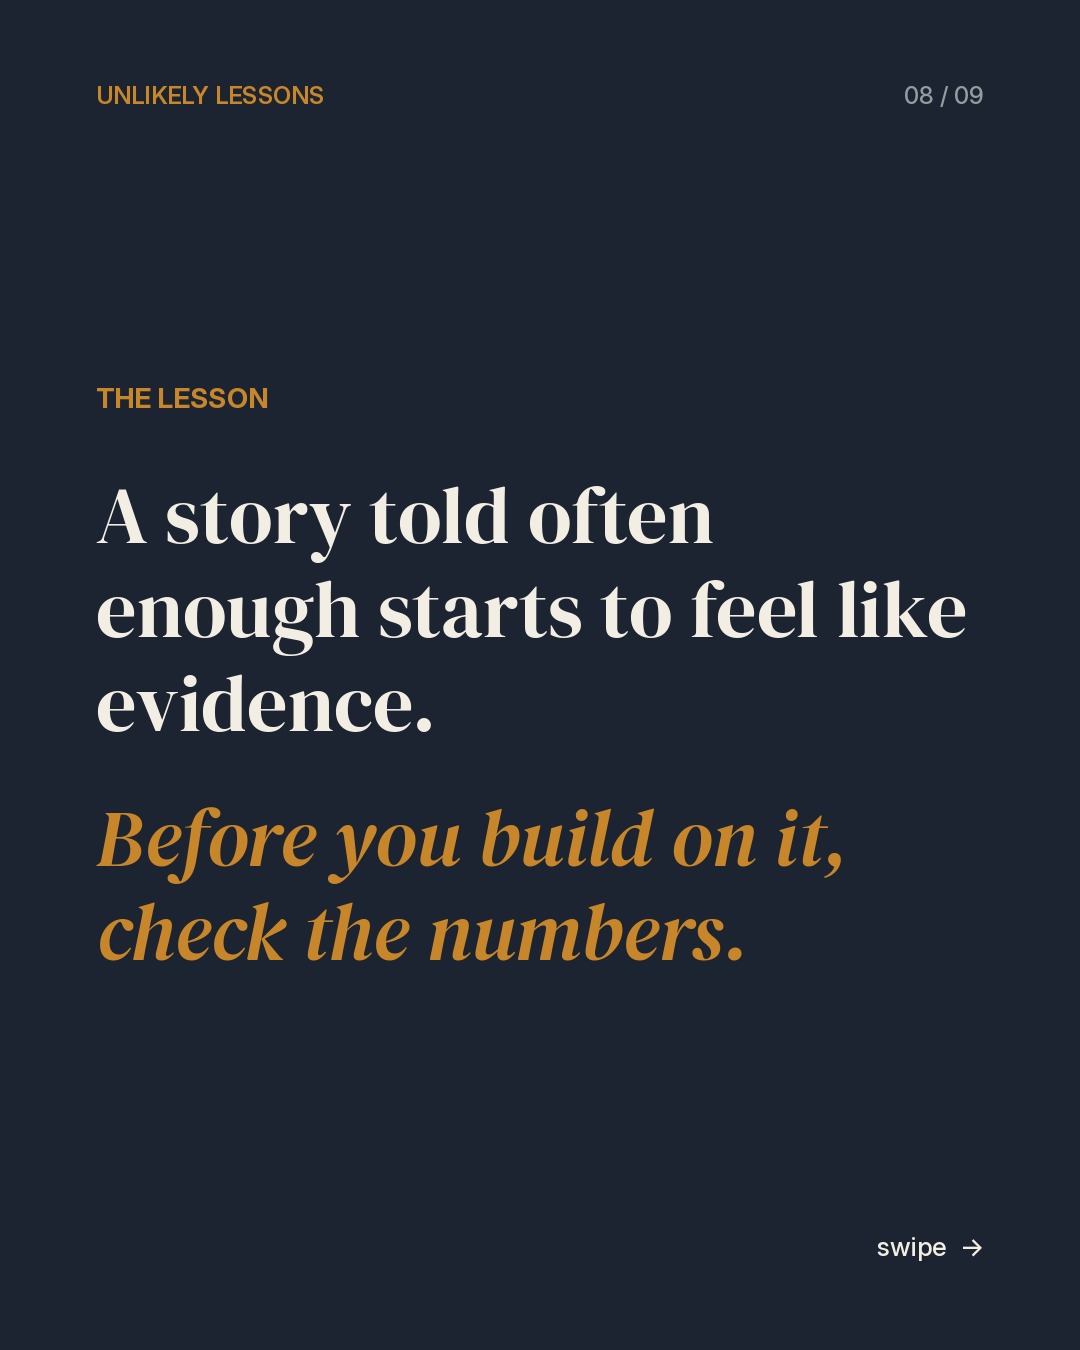 UNLIKELY LESSONS
08 / 09
THE LESSON
A story told often
enough starts to feel like
evidence.
Before you build on it,
check the numbers.
swipe →